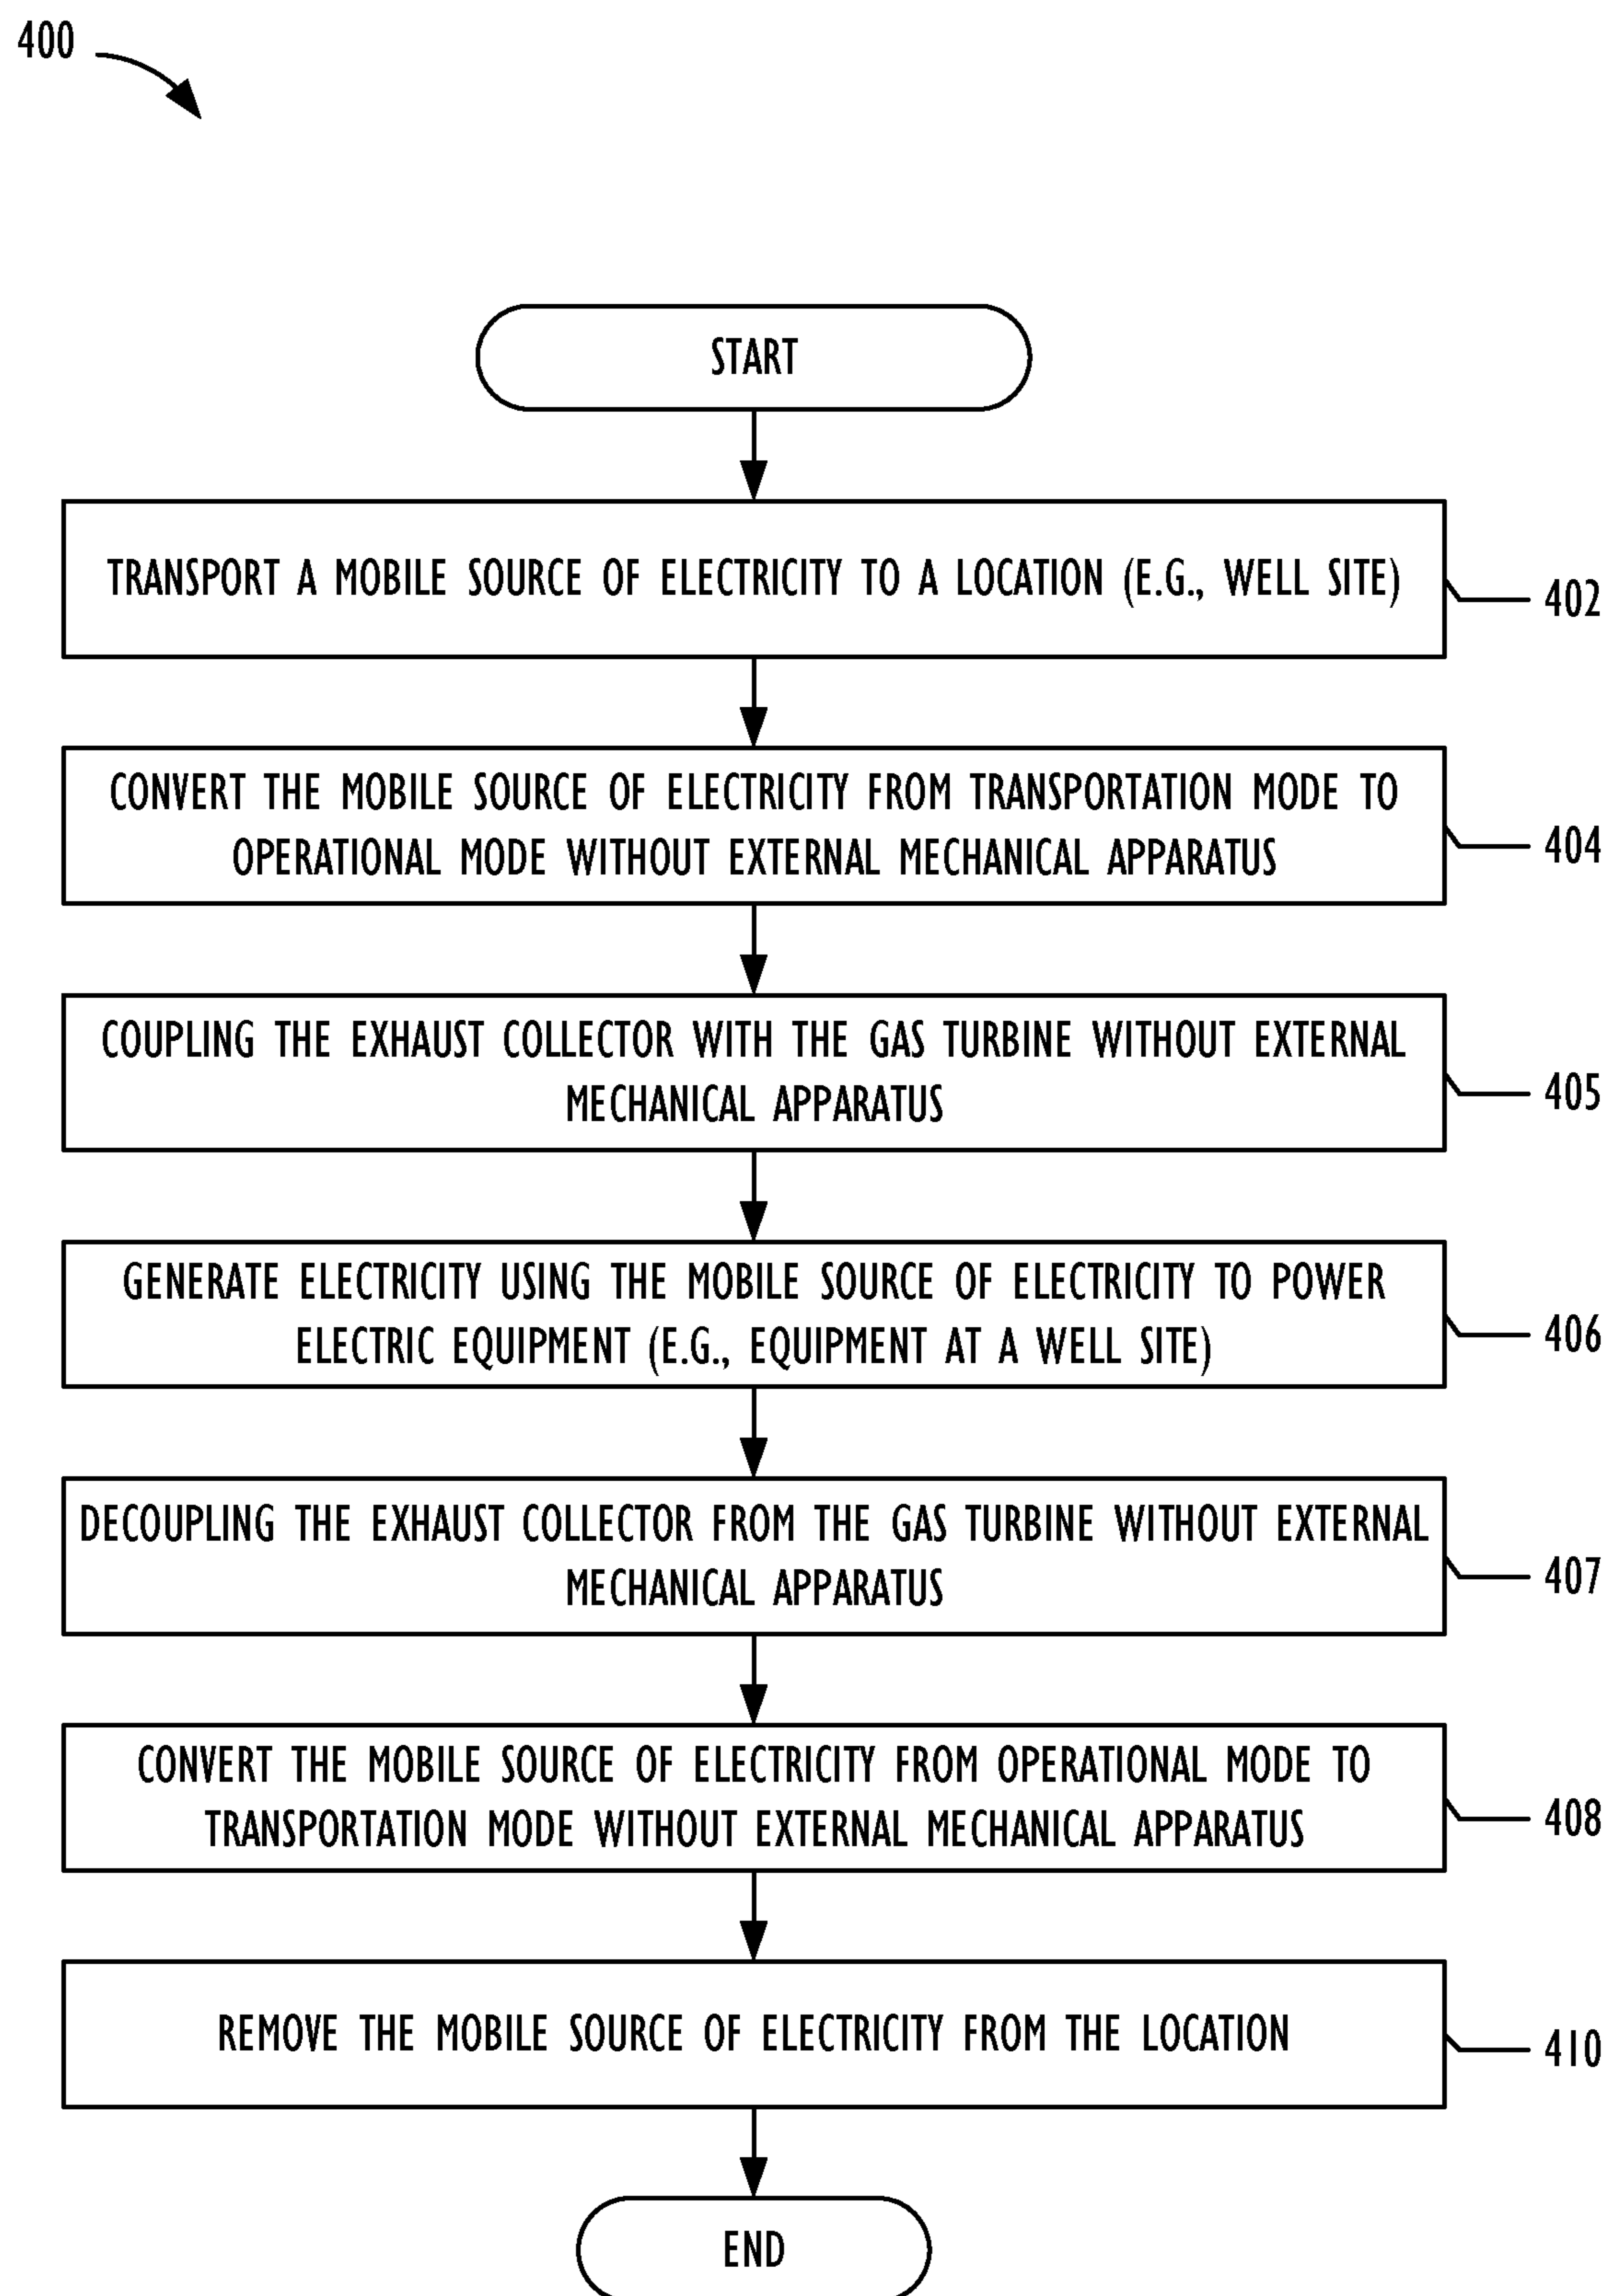 400
START
TRANSPORT A MOBILE SOURCE OF ELECTRICITY TO A LOCATION (E.G., WELL SITE)
402
CONVERT THE MOBILE SOURCE OF ELECTRICITY FROM TRANSPORTATION MODE TO
OPERATIONAL MODE WITHOUT EXTERNAL MECHANICAL APPARATUS
404
COUPLING THE EXHAUST COLLECTOR WITH THE GAS TURBINE WITHOUT EXTERNAL
MECHANICAL APPARATUS
405
GENERATE ELECTRICITY USING THE MOBILE SOURCE OF ELECTRICITY TO POWER
ELECTRIC EQUIPMENT (E.G., EQUIPMENT AT A WELL SITE)
406
DECOUPLING THE EXHAUST COLLECTOR FROM THE GAS TURBINE WITHOUT EXTERNAL
MECHANICAL APPARATUS
407
CONVERT THE MOBILE SOURCE OF ELECTRICITY FROM OPERATIONAL MODE TO
TRANSPORTATION MODE WITHOUT EXTERNAL MECHANICAL APPARATUS
408
REMOVE THE MOBILE SOURCE OF ELECTRICITY FROM THE LOCATION
410
END